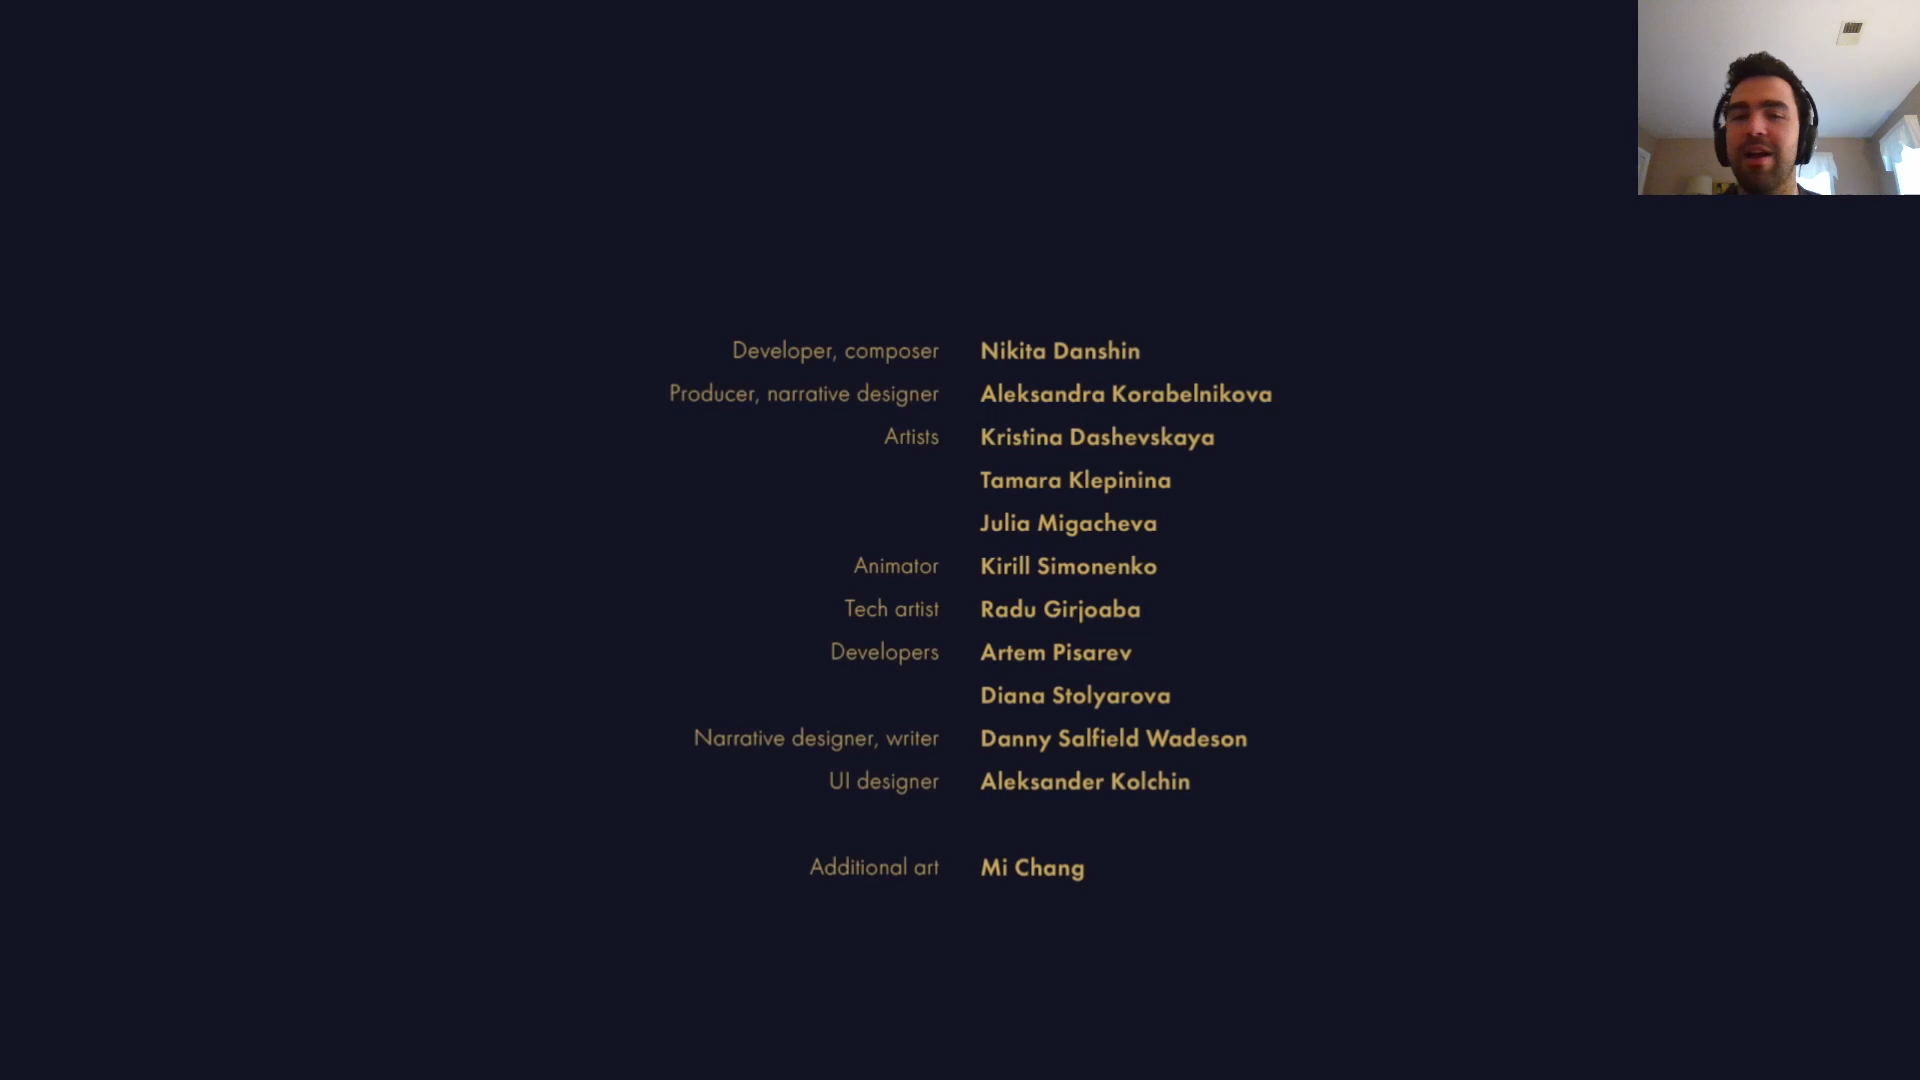 Developer, composer Nikita Danshin
Producer, narrative designer Aleksandra Korabelnikova
Artists Kristina Dashevskaya
Tamara Klepinina
Julia Migacheva
Animator Kirill Simonenko
Tech artist Radu Girjoaba
Developers Artem Pisarev
Diana Stolyarova
Narrative designer, writer Danny Salfield Wadeson
UI designer Aleksander Kolchin
Additional art Mi Chang